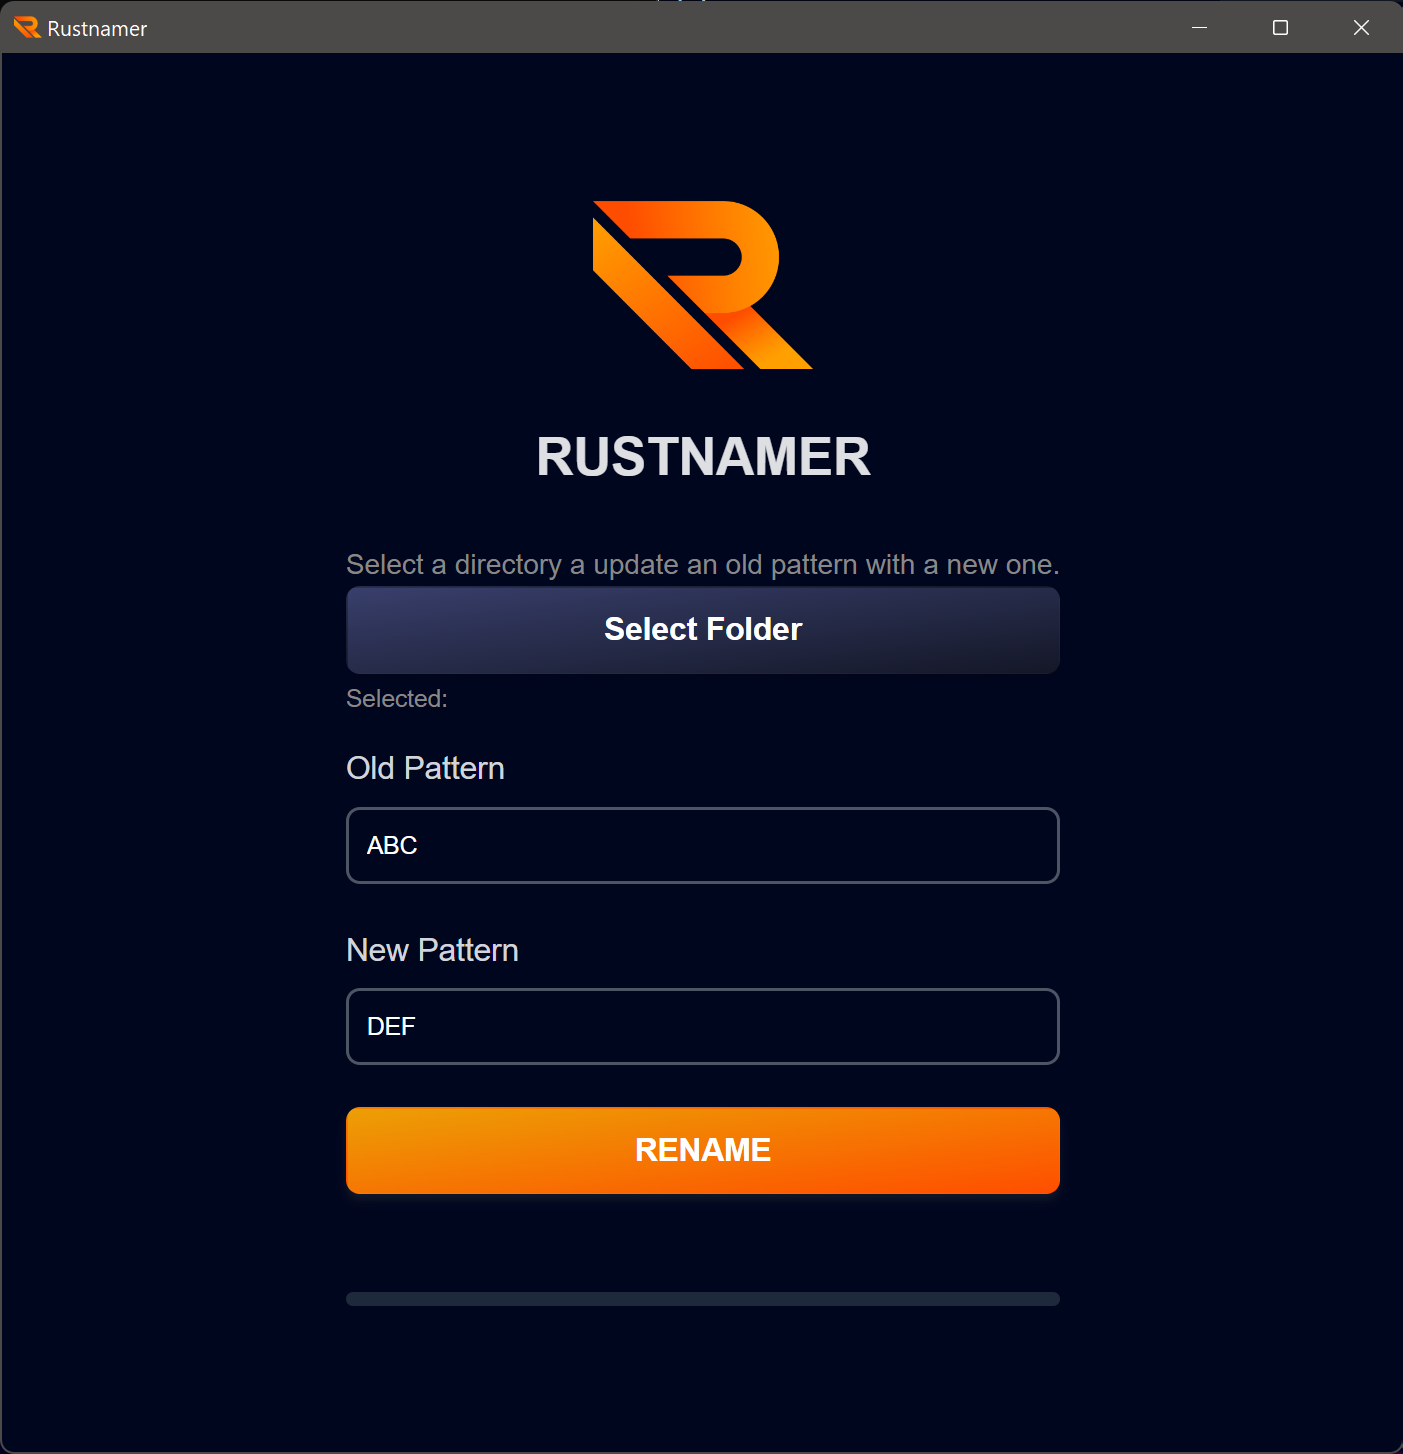 Rustnamer
RUSTNAMER
Select a directory a update an old pattern with a new one.
Select Folder
Selected:
Old Pattern
ABC
New Pattern
DEF
RENAME